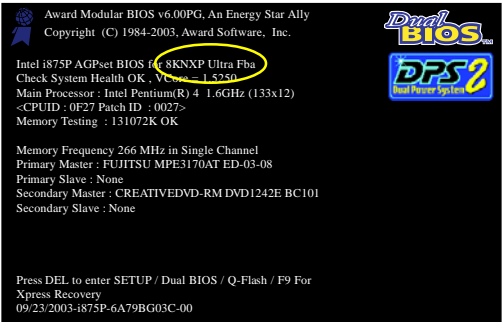 Award Modular BIOS v6.00PG, An Energy Star Ally
Copyright (C) 1984-2003, Award Software, Inc.
Dual
BIOS
Intel i875P AGPset BIOS for 8KNXP Ultra Fba
Check System Health OK , VCore = 1.5250
Main Processor : Intel Pentium(R) 4 1.6GHz (133x12)
<CPUID : 0F27 Patch ID : 0027>
Memory Testing : 131072K OK
DPS2
Dual Power System
Memory Frequency 266 MHz in Single Channel
Primary Master : FUJITSU MPE3170AT ED-03-08
Primary Slave : None
Secondary Master : CREATIVEDVD-RM DVD1242E BC101
Secondary Slave : None
Press DEL to enter SETUP / Dual BIOS / Q-Flash / F9 For
Xpress Recovery
09/23/2003-i875P-6A79BG03C-00